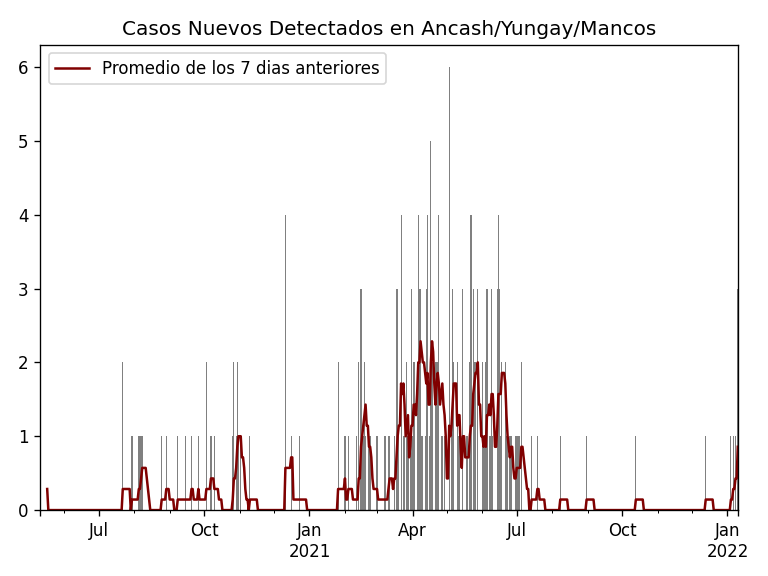 Casos Nuevos Detectados en Ancash/Yungay/Mancos
Promedio de los 7 dias anteriores
6
5
4
3
2
1
0
Jul
Oct
Jan
2021
Apr
Jul
Oct
Jan
2022